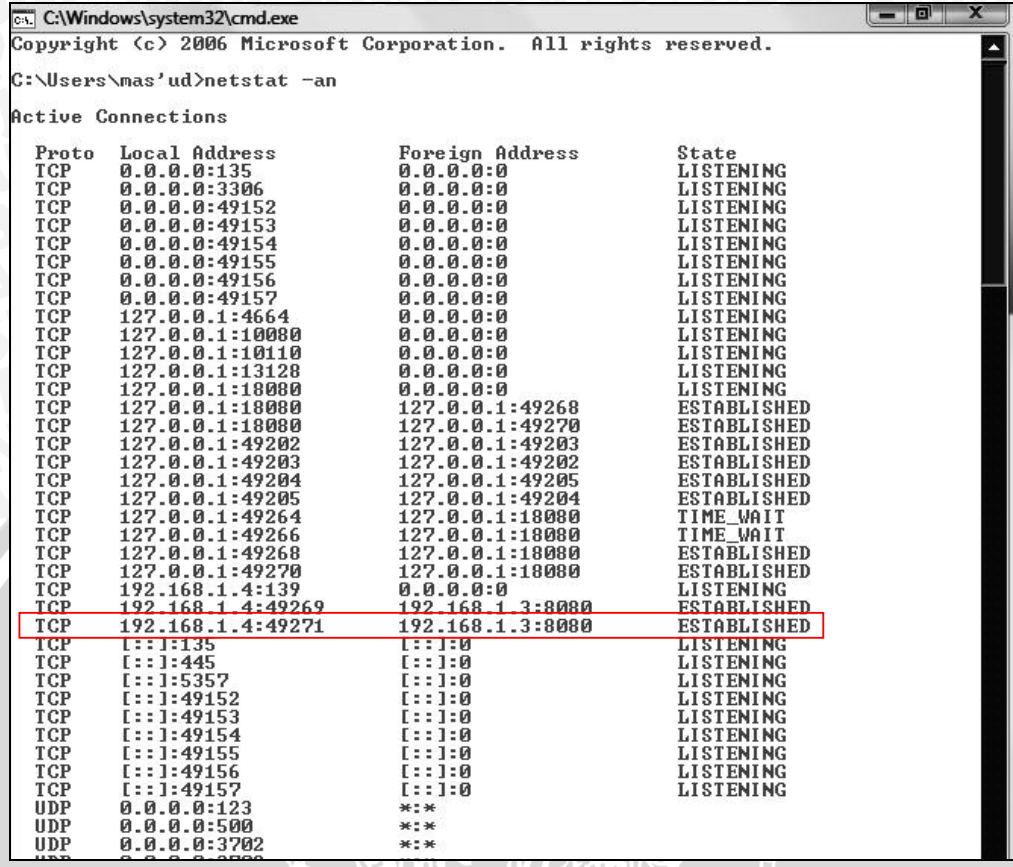 C:\Windows\system32\cmd.exe
Copyright (c) 2006 Microsoft Corporation.  All rights reserved.
C:\Users\mas'ud>netstat -an
Active Connections
Proto  Local Address          Foreign Address        State
TCP    0.0.0.0:135            0.0.0.0:0              LISTENING
TCP    0.0.0.0:3306           0.0.0.0:0              LISTENING
TCP    0.0.0.0:49152          0.0.0.0:0              LISTENING
TCP    0.0.0.0:49153          0.0.0.0:0              LISTENING
TCP    0.0.0.0:49154          0.0.0.0:0              LISTENING
TCP    0.0.0.0:49155          0.0.0.0:0              LISTENING
TCP    0.0.0.0:49156          0.0.0.0:0              LISTENING
TCP    0.0.0.0:49157          0.0.0.0:0              LISTENING
TCP    127.0.0.1:4664         0.0.0.0:0              LISTENING
TCP    127.0.0.1:10080        0.0.0.0:0              LISTENING
TCP    127.0.0.1:10110        0.0.0.0:0              LISTENING
TCP    127.0.0.1:13128        0.0.0.0:0              LISTENING
TCP    127.0.0.1:18080        0.0.0.0:0              LISTENING
TCP    127.0.0.1:18080        127.0.0.1:49268        ESTABLISHED
TCP    127.0.0.1:18080        127.0.0.1:49270        ESTABLISHED
TCP    127.0.0.1:49202        127.0.0.1:49203        ESTABLISHED
TCP    127.0.0.1:49203        127.0.0.1:49202        ESTABLISHED
TCP    127.0.0.1:49204        127.0.0.1:49205        ESTABLISHED
TCP    127.0.0.1:49205        127.0.0.1:49204        ESTABLISHED
TCP    127.0.0.1:49264        127.0.0.1:18080        TIME_WAIT
TCP    127.0.0.1:49266        127.0.0.1:18080        TIME_WAIT
TCP    127.0.0.1:49268        127.0.0.1:18080        ESTABLISHED
TCP    127.0.0.1:49270        127.0.0.1:18080        ESTABLISHED
TCP    192.168.1.4:139        0.0.0.0:0              LISTENING
TCP    192.168.1.4:49269      192.168.1.3:8080       ESTABLISHED
TCP    192.168.1.4:49271      192.168.1.3:8080       ESTABLISHED
TCP    [::]:135               [::]:0                 LISTENING
TCP    [::]:445               [::]:0                 LISTENING
TCP    [::]:5357              [::]:0                 LISTENING
TCP    [::]:49152             [::]:0                 LISTENING
TCP    [::]:49153             [::]:0                 LISTENING
TCP    [::]:49154             [::]:0                 LISTENING
TCP    [::]:49155             [::]:0                 LISTENING
TCP    [::]:49156             [::]:0                 LISTENING
TCP    [::]:49157             [::]:0                 LISTENING
UDP    0.0.0.0:123            *:*
UDP    0.0.0.0:500            *:*
UDP    0.0.0.0:3702           *:*